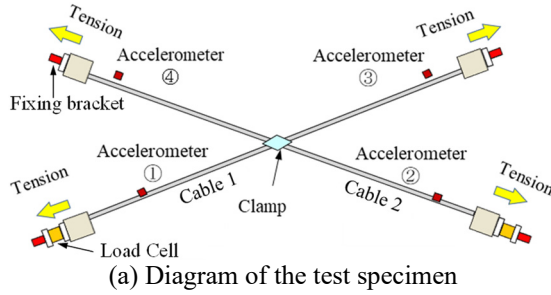 Tension
Accelerometer
④
Fixing bracket
Accelerometer
③
Tension
Tension
Accelerometer
①
Cable 1
Clamp
Accelerometer
②
Cable 2
Tension
Load Cell
(a) Diagram of the test specimen